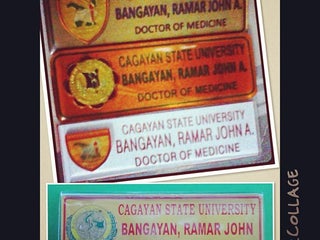 BANGAYAN, RAMAR JOHN A.
DOCTOR OF MEDICINE
CAGAYAN STATE UNIVERSITY
BANGAYAN, RAMAR JOHN A.
DOCTOR OF MEDICINE
CAGAYAN STATE UNIVERSITY
BANGAYAN, RAMAR JOHN A.
DOCTOR OF MEDICINE
CAGAYAN STATE UNIVERSITY
BANGAYAN, RAMAR JOHN
COLLAGE